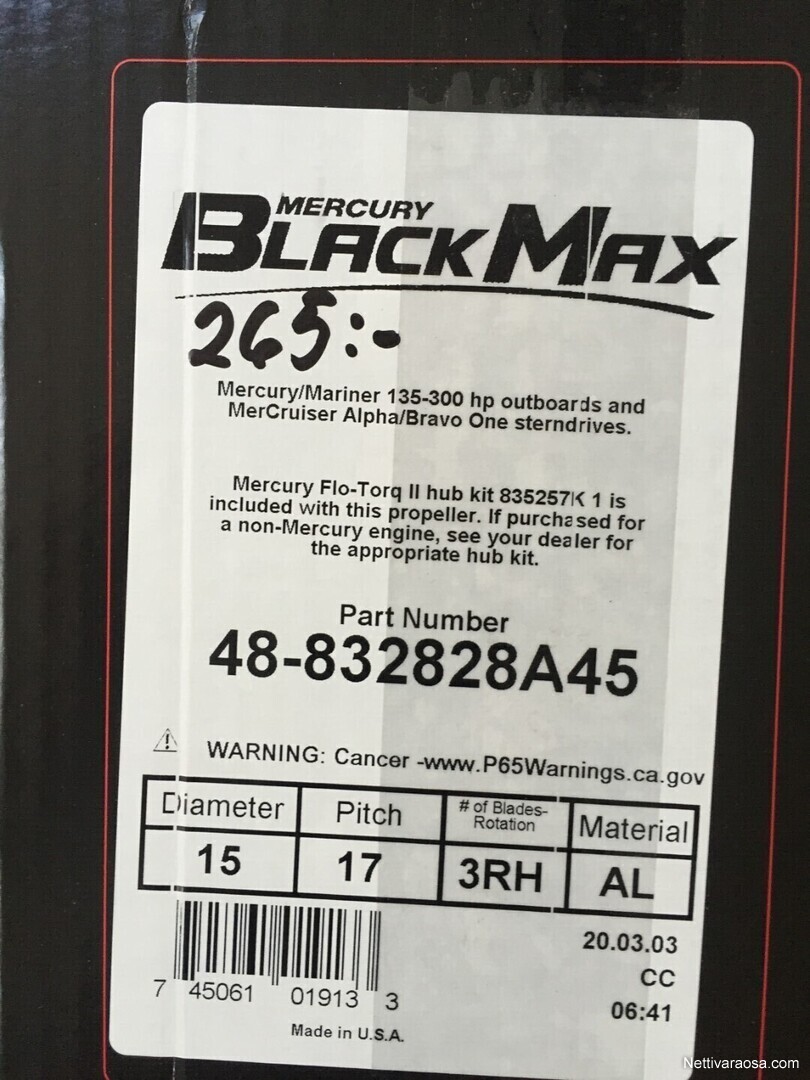 MERCURY
BLACKMAX
265:-
Mercury/Mariner 135-300 hp outboards and
MerCruiser Alpha/Bravo One sterndrives.
Mercury Flo-Torq II hub kit 835257K 1 is
included with this propeller. If purchased for
a non-Mercury engine, see your dealer for
the appropriate hub kit.
Part Number
48-832828A45
WARNING: Cancer -www.P65Warnings.ca.gov
Diameter Pitch # of Blades- Material
Rotation
15 17 3RH AL
20.03.03
CC
06:41
7 45061 01913 3
Made in U.S.A.
Nettivaraosa.com